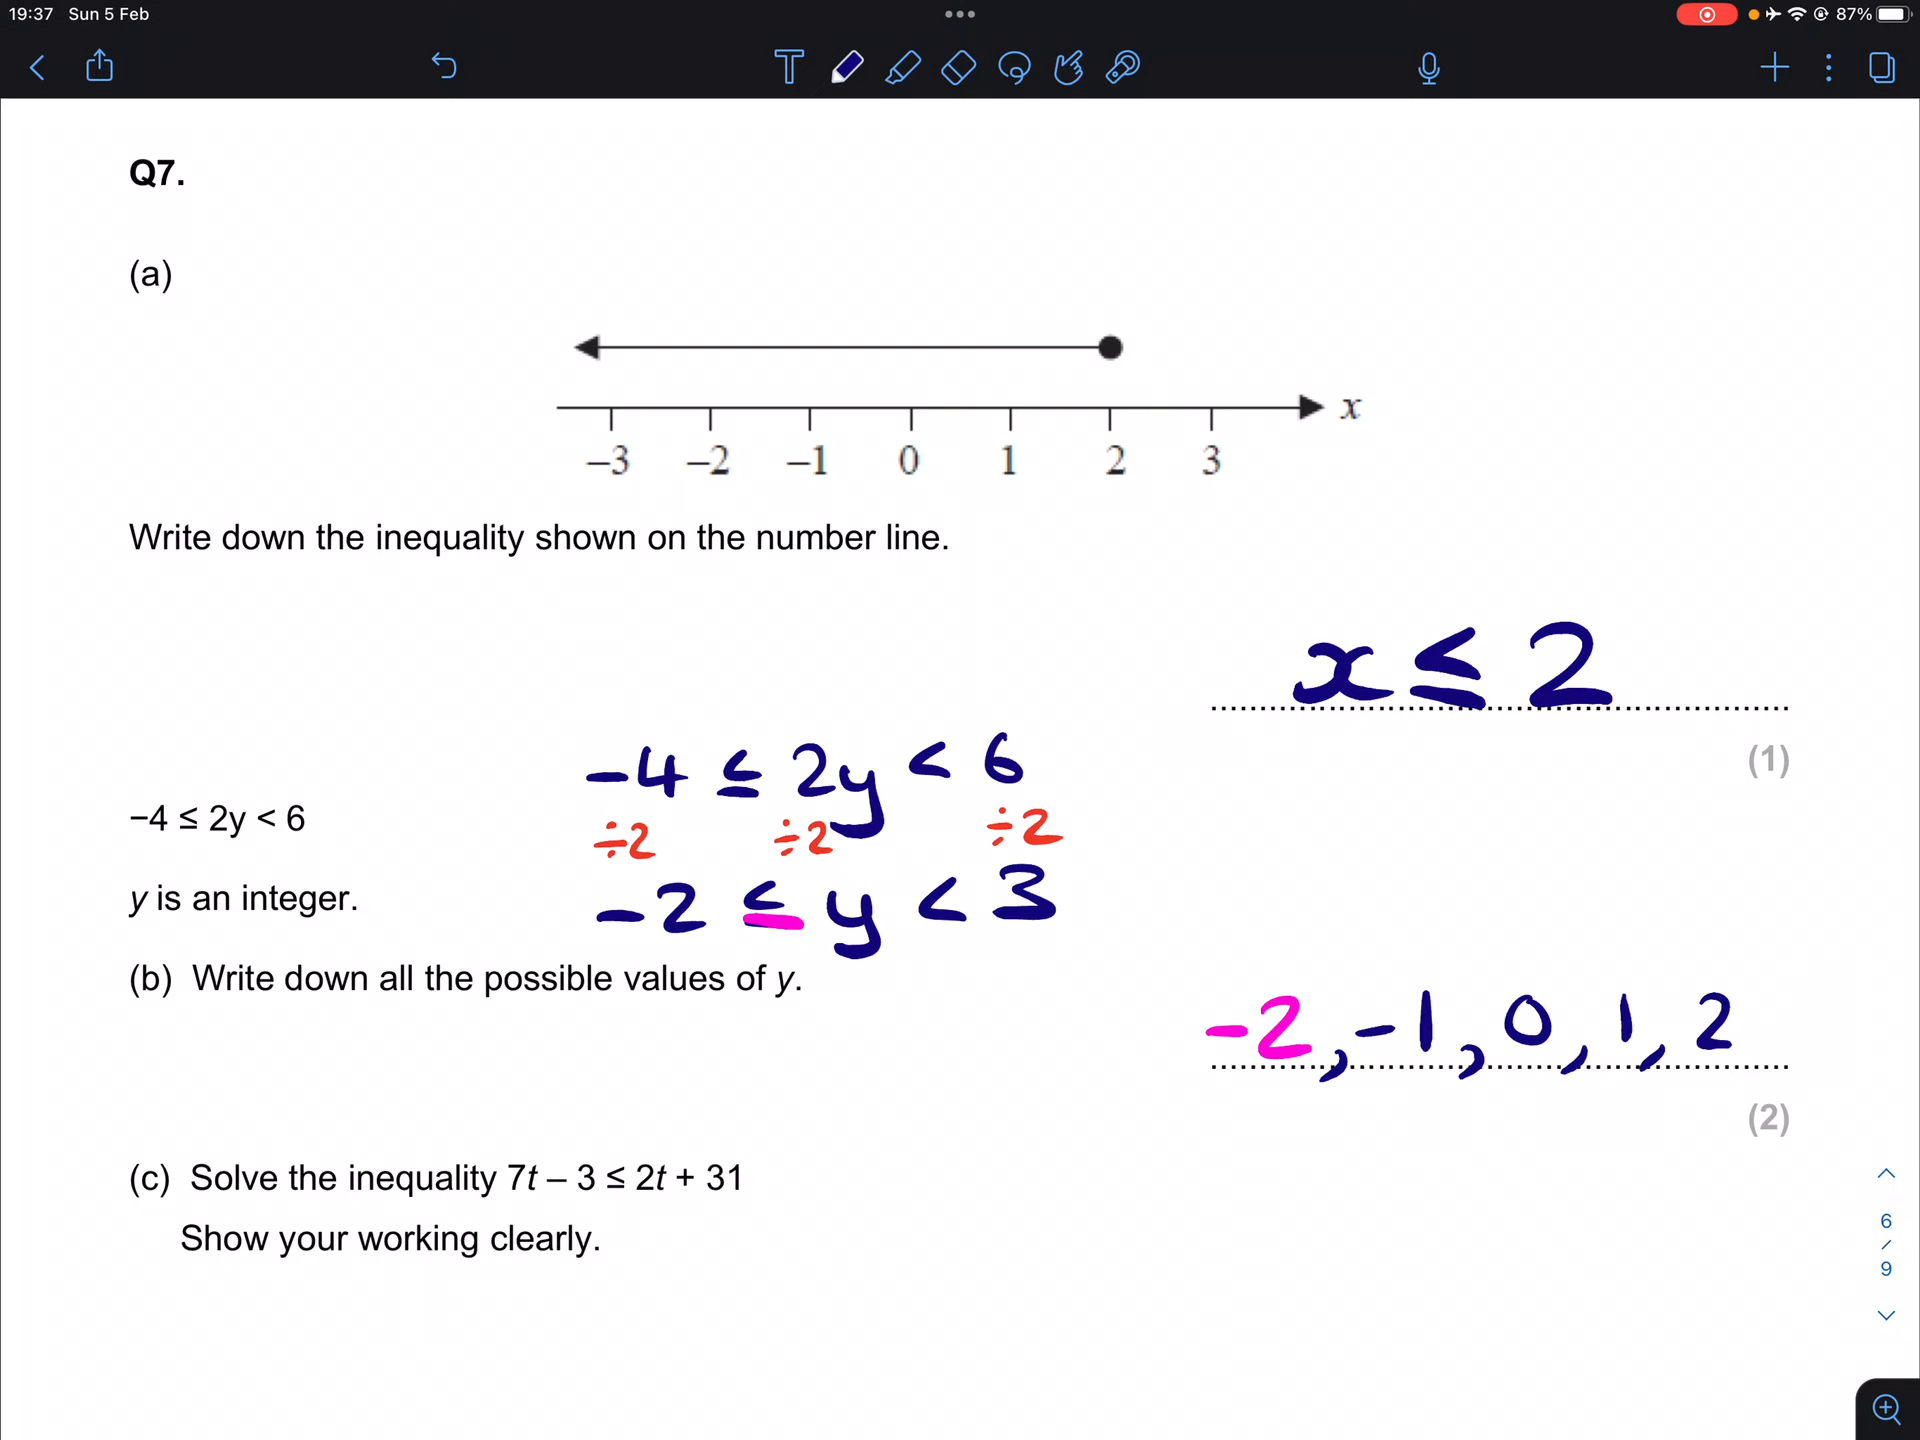 19:37 Sun 5 Feb
87%
Q7.
(a)
x
–3 –2 –1 0 1 2 3
Write down the inequality shown on the number line.
x ≤ 2
(1)
-4 ≤ 2y < 6
−4 ≤ 2y < 6
÷2 ÷2 ÷2
y is an integer.
-2 ≤ y < 3
(b) Write down all the possible values of y.
-2, -1, 0, 1, 2
(2)
(c) Solve the inequality 7t – 3 ≤ 2t + 31
Show your working clearly.
6
/
9